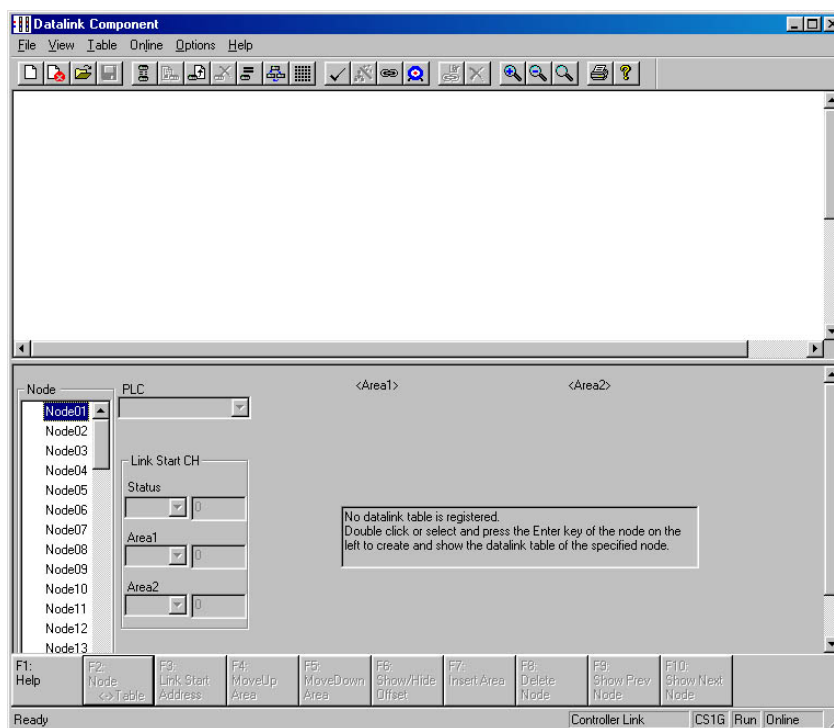 Datalink Component
File View Table Online Options Help
Node
PLC
<Area1>
<Area2>
Node01
Node02
Node03
Node04
Node05
Node06
Node07
Node08
Node09
Node10
Node11
Node12
Node13
Link Start CH
Status
0
Area1
0
Area2
0
No datalink table is registered.
Double click or select and press the Enter key of the node on the
left to create and show the datalink table of the specified node.
F1:
Help
F2:
Node
<->Table
F3:
Link Start
Address
F4:
MoveUp
Area
F5:
MoveDown
Area
F6:
Show/Hide
Offset
F7:
Insert Area
F8:
Delete
Node
F9:
Show Prev
Node
F10:
Show Next
Node
Ready
Controller Link
CS1G
Run
Online